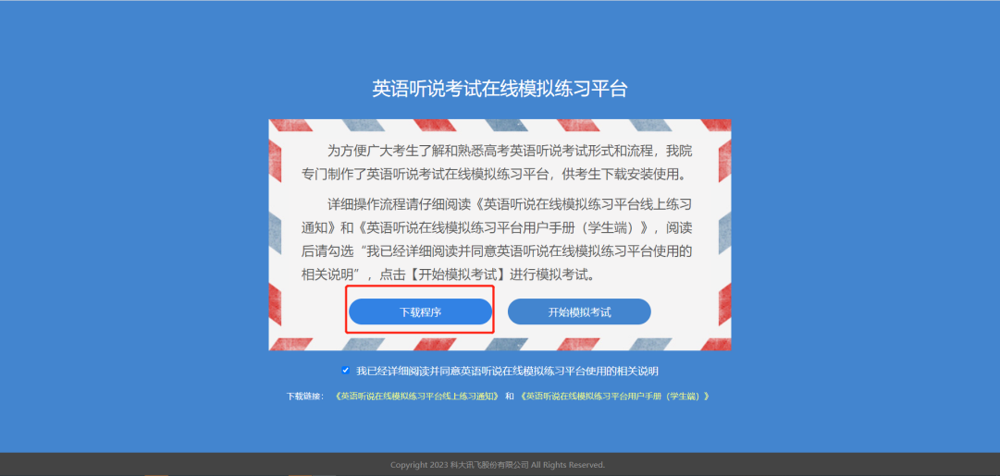 英语听说考试在线模拟练习平台
为方便广大考生了解和熟悉高考英语听说考试形式和流程，我院
专门制作了英语听说考试在线模拟练习平台，供考生下载安装使用。
详细操作流程请仔细阅读《英语听说在线模拟练习平台线上练习
通知》和《英语听说在线模拟练习平台用户手册（学生端）》，阅读
后请勾选“我已经详细阅读并同意英语听说在线模拟练习平台使用的
相关说明”，点击【开始模拟考试】进行模拟考试。
下载程序
开始模拟考试
我已经详细阅读并同意英语听说在线模拟练习平台使用的相关说明
下载链接： 《英语听说在线模拟练习平台线上练习通知》 和 《英语听说在线模拟练习平台用户手册（学生端）》
Copyright 2023 科大讯飞股份有限公司 All Rights Reserved.